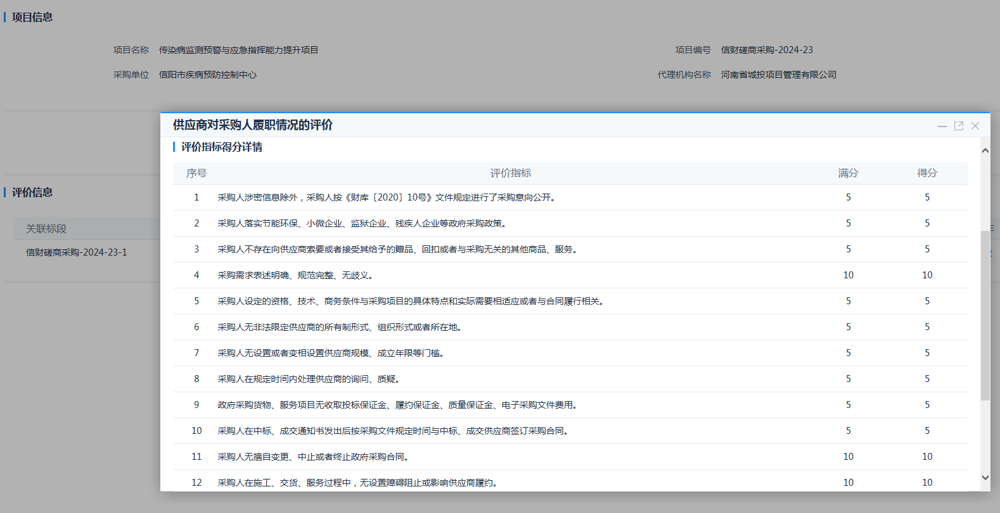 项目信息
项目名称 传染病监测预警与应急指挥能力提升项目 项目编号 信财磋商采购-2024-23
采购单位 信阳市疾病预防控制中心 代理机构名称 河南省城投项目管理有限公司
供应商对采购人履职情况的评价
评价指标得分详情
序号 评价指标 满分 得分
1 采购人涉密信息除外，采购人按《财库〔2020〕10号》文件规定进行了采购意向公开。 5 5
2 采购人落实节能环保、小微企业、监狱企业、残疾人企业等政府采购政策。 5 5
3 采购人不存在向供应商索要或者接受其给予的赠品、回扣或者与采购无关的其他商品、服务。 5 5
4 采购需求表述明确、规范完整、无歧义。 10 10
5 采购人设定的资格、技术、商务条件与采购项目的具体特点和实际需要相适应或者与合同履行相关。 5 5
6 采购人无非法限定供应商的所有制形式、组织形式或者所在地。 5 5
7 采购人无设置或者变相设置供应商规模、成立年限等门槛。 5 5
8 采购人在规定时间内处理供应商的询问、质疑。 5 5
9 政府采购货物、服务项目无收取投标保证金、履约保证金、质量保证金、电子采购文件费用。 5 5
10 采购人在中标、成交通知书发出后按采购文件规定时间与中标、成交供应商签订采购合同。 5 5
11 采购人无擅自变更、中止或者终止政府采购合同。 10 10
12 采购人在施工、交货、服务过程中，无设置障碍阻止或影响供应商履约。 10 10
评价信息
关联标段
信财磋商采购-2024-23-1